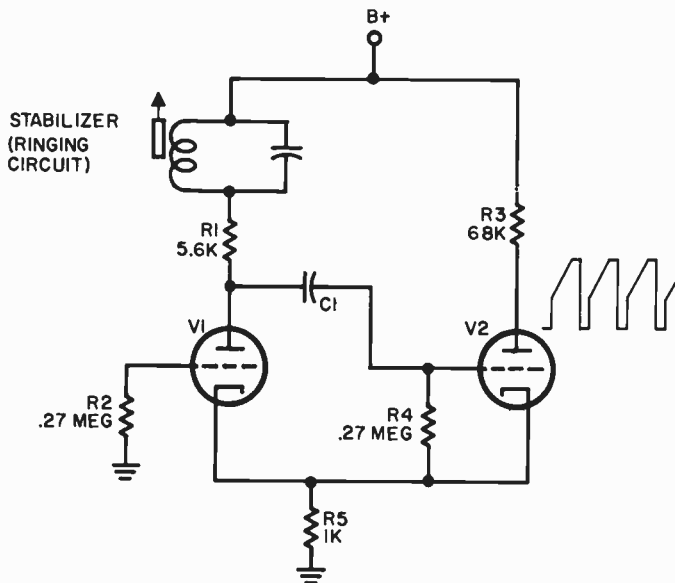 B+
STABILIZER
(RINGING
CIRCUIT)
R1
5.6K
R3
68K
C1
V1
V2
R2
.27 MEG
R4
.27 MEG
R5
1K